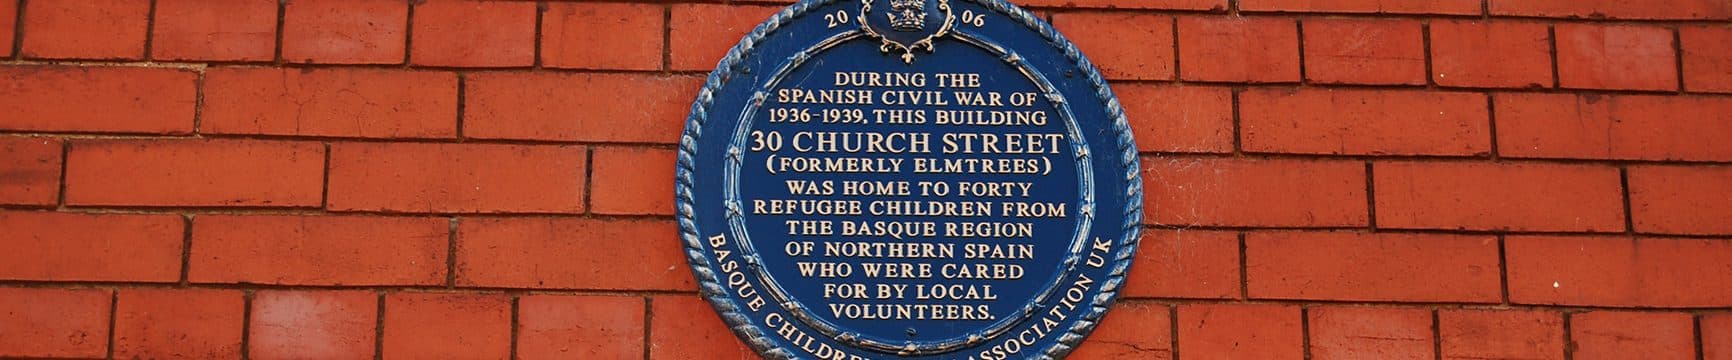 2006
DURING THE
SPANISH CIVIL WAR OF
1936-1939, THIS BUILDING
30 CHURCH STREET
(FORMERLY ELMTREES)
WAS HOME TO FORTY
REFUGEE CHILDREN FROM
THE BASQUE REGION
OF NORTHERN SPAIN
WHO WERE CARED
FOR BY LOCAL
VOLUNTEERS.
BASQUE CHILDREN ASSOCIATION UK